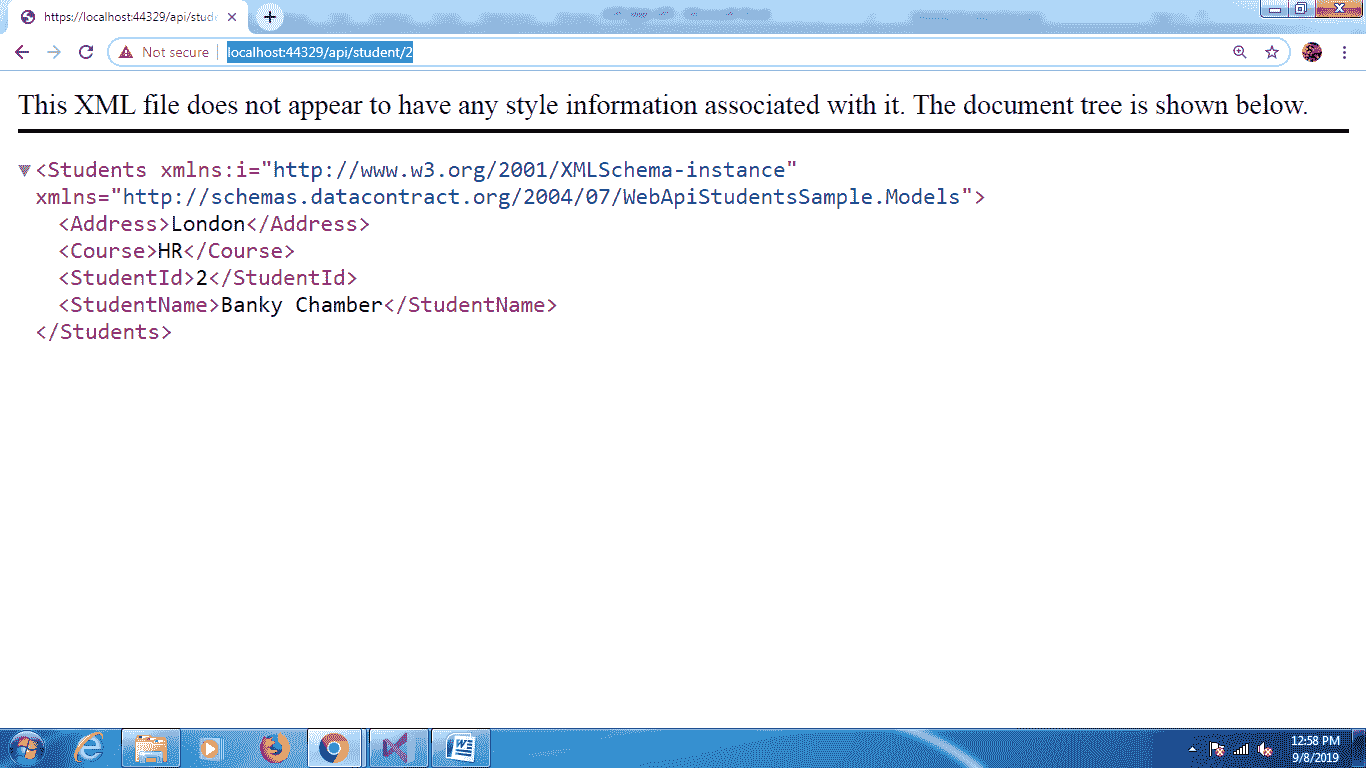 https://localhost:44329/api/stud
Not secure
localhost:44329/api/student/2
This XML file does not appear to have any style information associated with it. The document tree is shown below.
<Students xmlns:i="http://www.w3.org/2001/XMLSchema-instance"
xmlns="http://schemas.datacontract.org/2004/07/WebApiStudentsSample.Models">
<Address>London</Address>
<Course>HR</Course>
<StudentId>2</StudentId>
<StudentName>Banky Chamber</StudentName>
</Students>
12:58 PM
9/8/2019